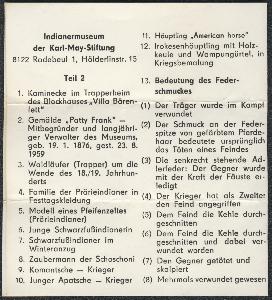 Indianermuseum
der Karl-May-Stiftung
8122 Radebeul 1, Hölderlinstr. 15
Teil 2
1. Kaminecke im Trapperheim
des Blockhauses „Villa Bären-
fett"
2. Gemälde „Patty Frank" –
Mitbegründer und langjähri-
ger Verwalter des Museums,
geb. 19. 1. 1876, gest. 23. 8.
1959
3. Waldläufer (Trapper) um die
Wende des 18./19. Jahrhun-
derts
4. Familie der Prärieindianer in
Festtagskleidung
5. Modell eines Pfeifenzeltes
(Prärieindianer)
6. Junge Schwarzfußindianerin
7. Schwarzfußindianer im
Winteranzug
8. Zaubermann der Schoschoni
9. Komantsche – Krieger
10. Junger Apatsche – Krieger
11. Häuptling „American horse"
12. Irokesenhäuptling mit Holz-
keule und Wampungürtel, in
Kriegsbemalung
13. Bedeutung des Feder-
schmuckes
(1) Der Träger wurde im Kampf
verwundet
(2) Der Schmuck an der Feder-
spitze von gefärbtem Pferde-
haar bedeutete ursprünglich
das Töten eines Feindes
(3) Die senkrecht stehende Ad-
lerfeder: Der Gegner wurde
mit der Kraft der Fäuste er-
ledigt
(4) Der Krieger hat als Zweiter
den Feind angegriffen
(5) Dem Feind die Kehle durch-
geschnitten
(6) Dem Feind die Kehle durch-
geschnitten und dabei ver-
wundet worden
(7) Den Gegner getötet und
skalpiert
(8) Mehrmals verwundet gewesen